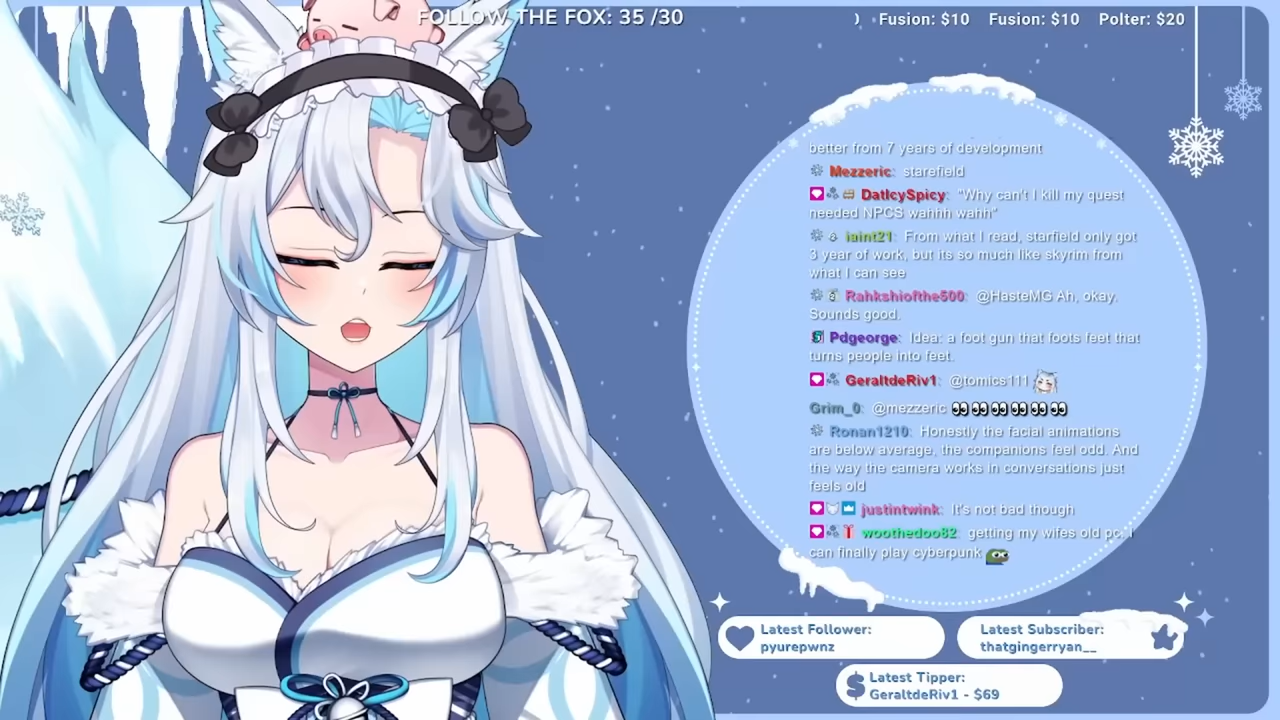 FOLLOW THE FOX: 35 /30
) Fusion: $10 Fusion: $10 Polter: $20
better from 7 years of development
Mezzeric: starefield
DatIcySpicy: "Why can't I kill my quest
needed NPCS wahhh wahh"
iaint21: From what I read, starfield only got
3 year of work, but its so much like skyrim from
what I can see
Rahkshiofthe500: @HasteMG Ah, okay.
Sounds good.
Pdgeorge: Idea: a foot gun that foots feet that
turns people into feet.
GeraltdeRiv1: @tomics111
Grim_0: @mezzeric 👀👀👀👀👀👀
Ronan1210: Honestly the facial animations
are below average, the companions feel odd. And
the way the camera works in conversations just
feels old
justintwink: It's not bad though
woothedoo82: getting my wifes old pc. I
can finally play cyberpunk
Latest Follower:
pyurepwnz
Latest Subscriber:
thatgingerryan__
Latest Tipper:
GeraltdeRiv1 - $69